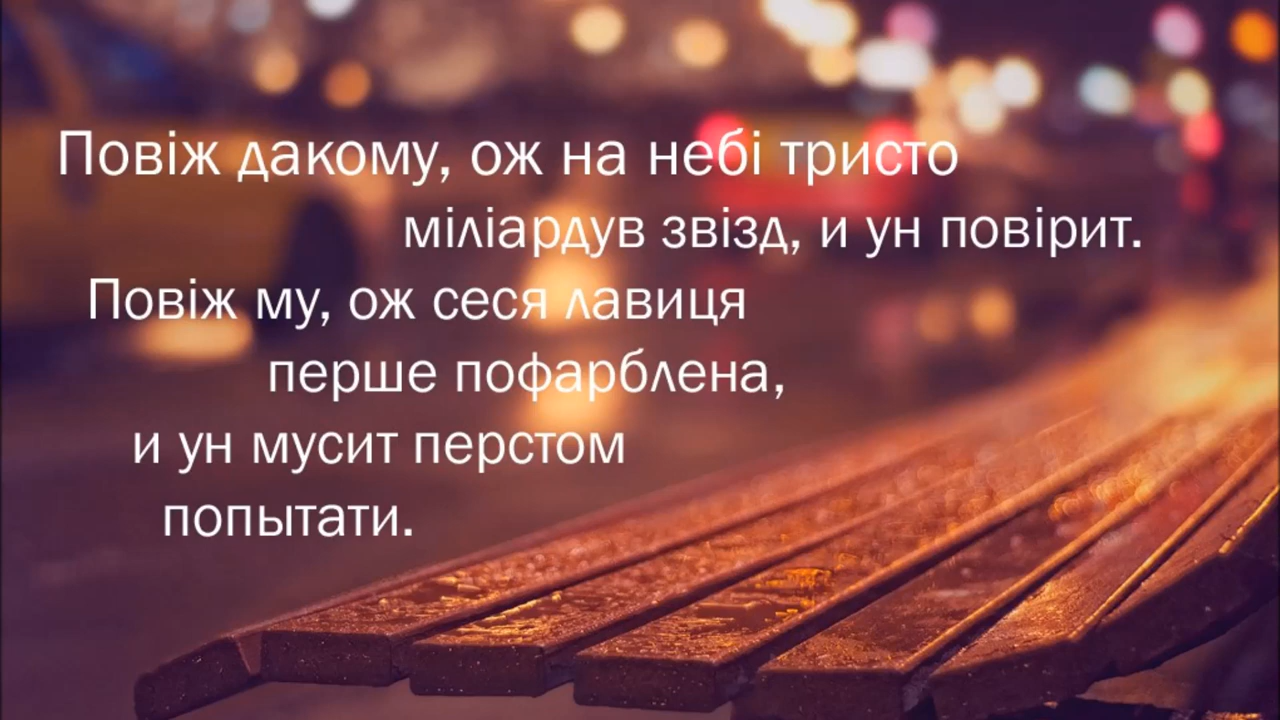 Повіж дакому, ож на небі тристо
міліардув звізд, и ун повірит.
Повіж му, ож сеся лавиця
перше пофарблена,
и ун мусит перстом
попытати.